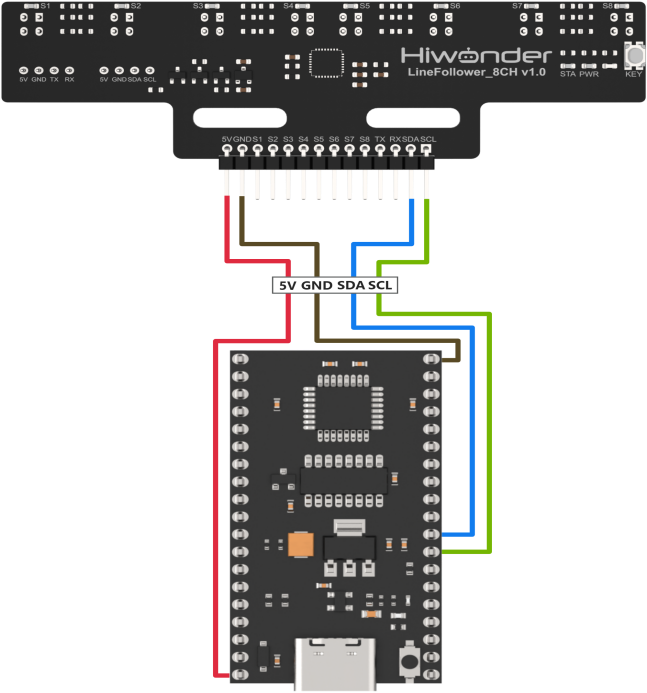 S1 S2 S3 S4 S5 S6 S7 S8
Hiwonder
LineFollower_8CH v1.0
5V GND TX RX
5V GND SDA SCL
STA PWR KEY
5V GND S1 S2 S3 S4 S5 S6 S7 S8 TX RX SDA SCL
5V GND SDA SCL